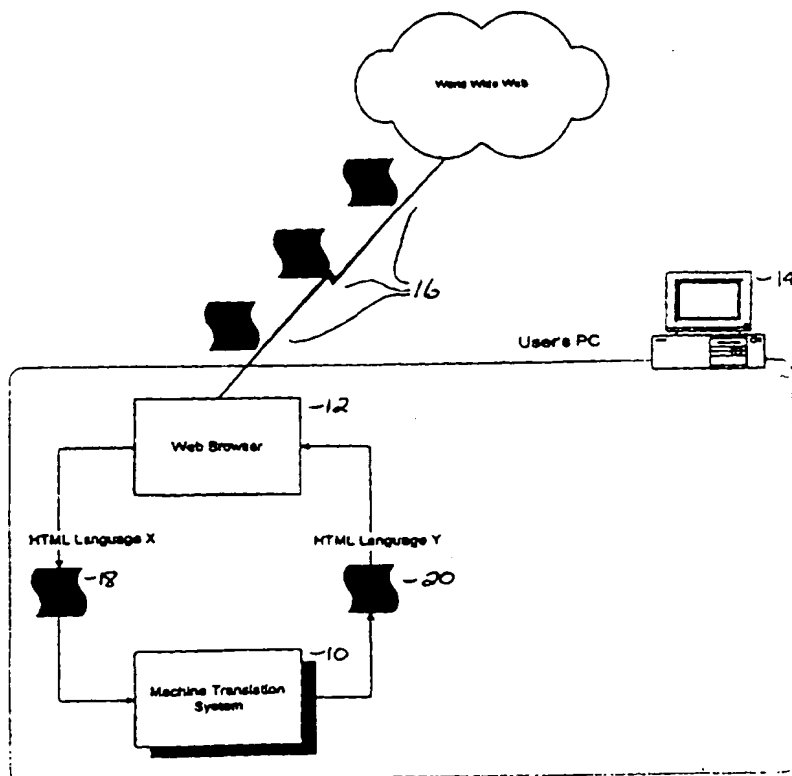 World Wide Web
16
14
User's PC
12
Web Browser
HTML Language X
HTML Language Y
18
20
10
Machine Translation
System